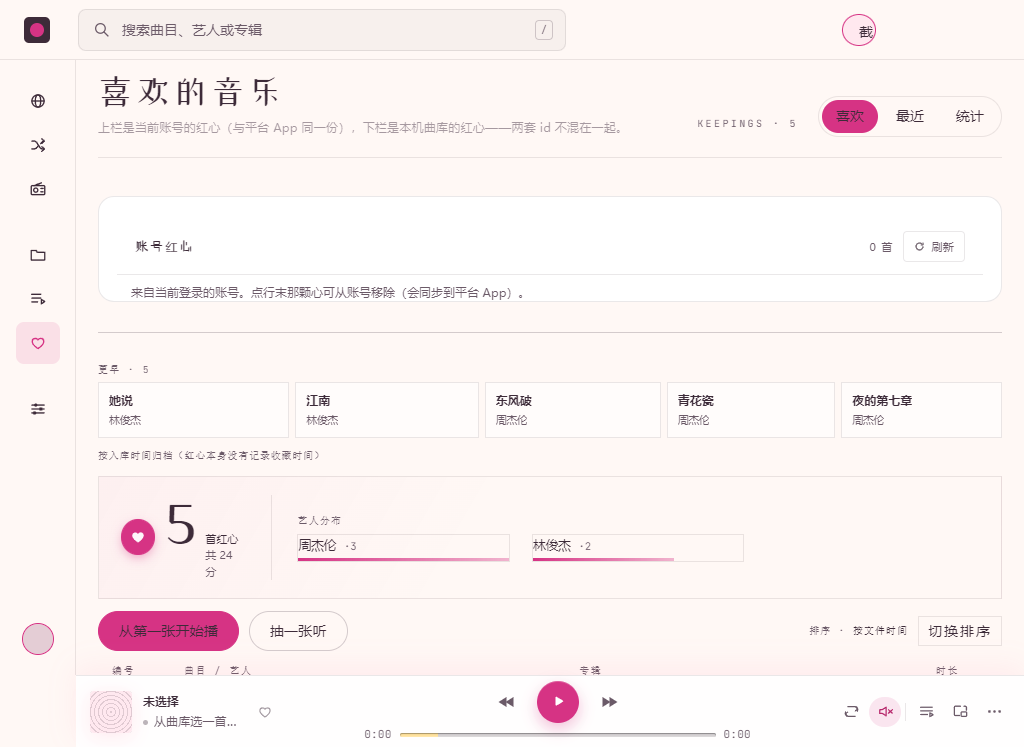 搜索曲目、艺人或专辑
/
截
喜欢的音乐
上栏是当前账号的红心（与平台 App 同一份），下栏是本机曲库的红心——两套 id 不混在一起。
KEEPINGS · 5
喜欢
最近
统计
账号红心
0 首
刷新
来自当前登录的账号。点行末那颗心可从账号移除（会同步到平台 App）。
更早 · 5
她说
林俊杰
江南
林俊杰
东风破
周杰伦
青花瓷
周杰伦
夜的第七章
周杰伦
按入库时间归档（红心本身没有记录收藏时间）
5
首红心
共 24
分
艺人分布
周杰伦 ·3
林俊杰 ·2
从第一张开始播
抽一张听
排序 · 按文件时间
切换排序
编号
曲目 / 艺人
专辑
时长
未选择
从曲库选一首...
0:00
0:00